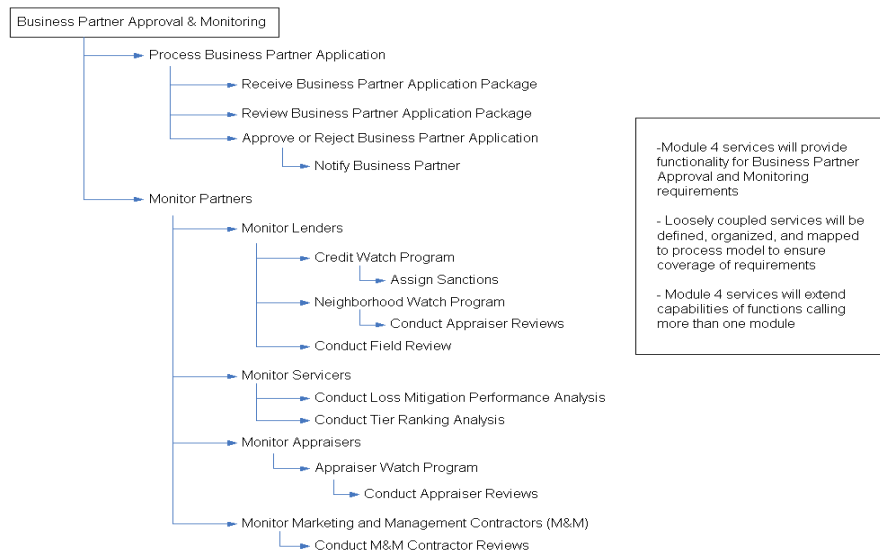 Business Partner Approval & Monitoring
Process Business Partner Application
Receive Business Partner Application Package
Review Business Partner Application Package
Approve or Reject Business Partner Application
Notify Business Partner
Monitor Partners
Monitor Lenders
Credit Watch Program
Assign Sanctions
Neighborhood Watch Program
Conduct Appraiser Reviews
Conduct Field Review
Monitor Servicers
Conduct Loss Mitigation Performance Analysis
Conduct Tier Ranking Analysis
Monitor Appraisers
Appraiser Watch Program
Conduct Appraiser Reviews
Monitor Marketing and Management Contractors (M&M)
Conduct M&M Contractor Reviews
-Module 4 services will provide
functionality for Business Partner
Approval and Monitoring
requirements
- Loosely coupled services will be
defined, organized, and mapped
to process model to ensure
coverage of requirements
- Module 4 services will extend
capabilities of functions calling
more than one module